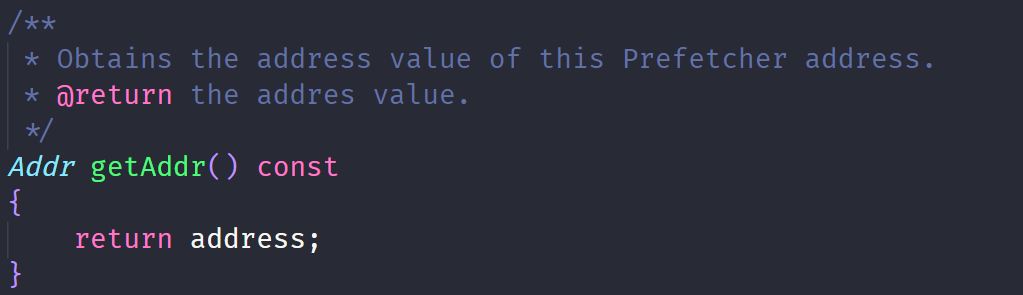 /**
 * Obtains the address value of this Prefetcher address.
 * @return the addres value.
 */
Addr getAddr() const
{
    return address;
}